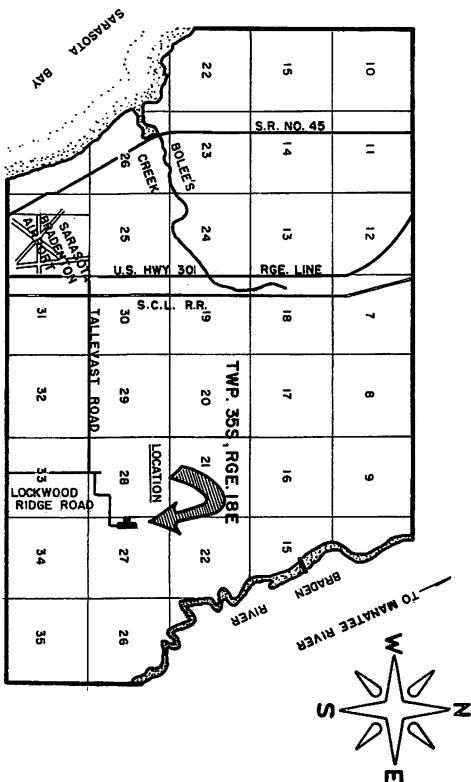 SARASOTA
BAY
10
15
22
S.R. NO. 45
11
14
23
26
BOLEE'S
CREEK
12
13
24
25
SARASOTA
BRADENTON
AIRPORT
U.S. HWY 301
RGE. LINE
S.C.L. R.R.
7
18
19
30
31
TALLEVAST ROAD
8
17
20
29
32
TWP. 35S, RGE. 18E
9
16
21
28
33
LOCATION
LOCKWOOD
RIDGE ROAD
15
22
27
34
26
35
BRADEN
RIVER
TO MANATEE RIVER
W
N
S
E